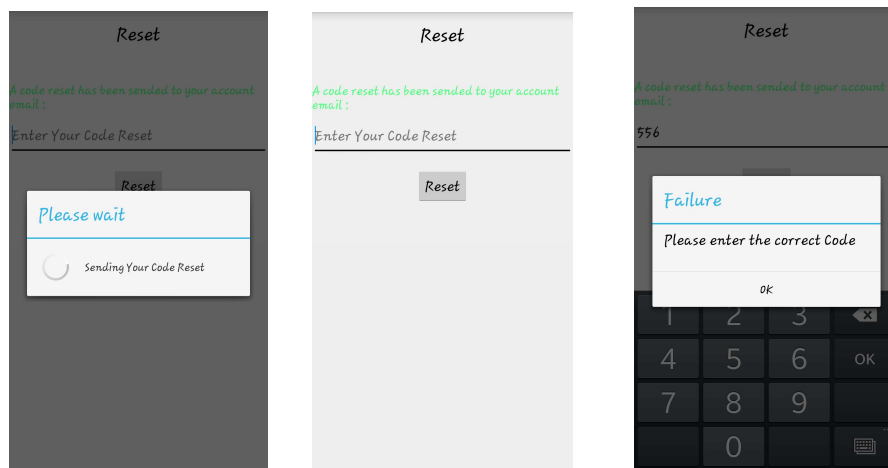 Reset
A code reset has been sended to your account
email :
Enter Your Code Reset
Reset
Please wait
Sending Your Code Reset
Reset
A code reset has been sended to your account
email :
Enter Your Code Reset
Reset
Reset
A code reset has been sended to your account
email :
556
Failure
Please enter the correct Code
OK
1 2 3
4 5 6 OK
7 8 9
0